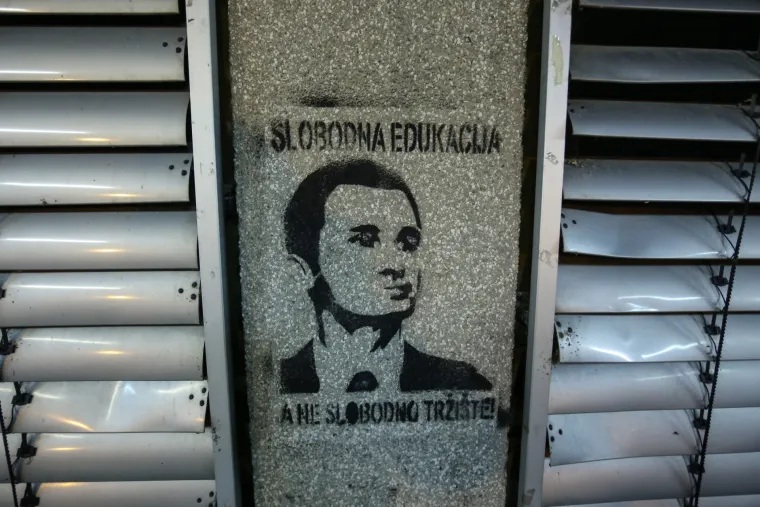 SLOBODNA EDUKACIJA
A NE SLOBODNO TRŽIŠTE!